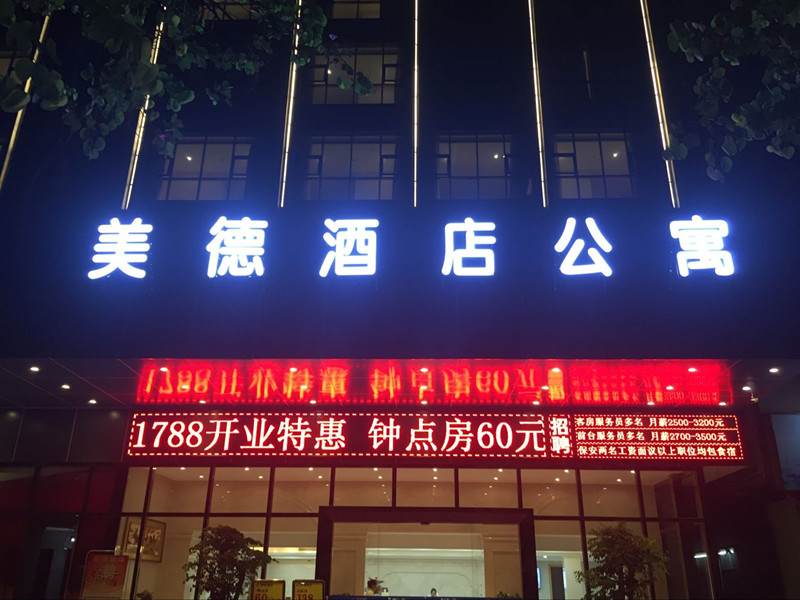 美德酒店公寓
1788开业特惠 钟点房60元
招聘
客房服务员多名 月薪2500-3200元
前台服务员多名 月薪2700-3500元
保安两名工资面议以上职位均包食宿
60
138